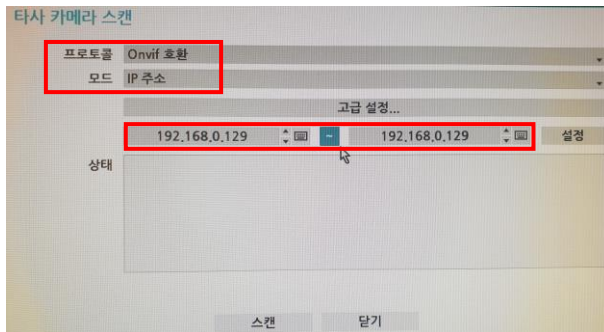 타사 카메라 스캔
프로토콜 Onvif 호환
모드 IP 주소
고급 설정...
192.168.0.129 ~ 192.168.0.129 설정
상태
스캔 닫기